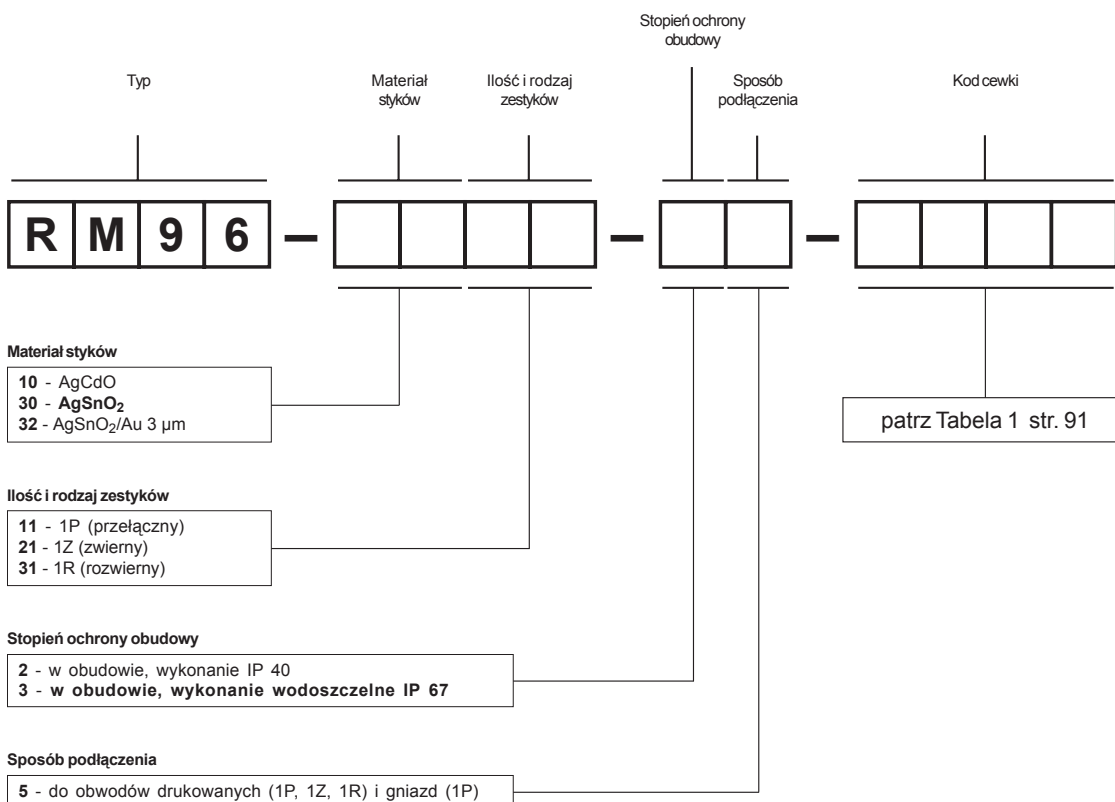 Stopień ochrony
obudowy
Typ
Materiał
styków
Ilość i rodzaj
zestyków
Sposób
podłączenia
Kod cewki
R M 9 6 – – –
Materiał styków
10 - AgCdO
30 - AgSnO₂
32 - AgSnO₂/Au 3 μm
patrz Tabela 1 str. 91
Ilość i rodzaj zestyków
11 - 1P (przełączny)
21 - 1Z (zwierny)
31 - 1R (rozwierny)
Stopień ochrony obudowy
2 - w obudowie, wykonanie IP 40
3 - w obudowie, wykonanie wodoszczelne IP 67
Sposób podłączenia
5 - do obwodów drukowanych (1P, 1Z, 1R) i gniazd (1P)